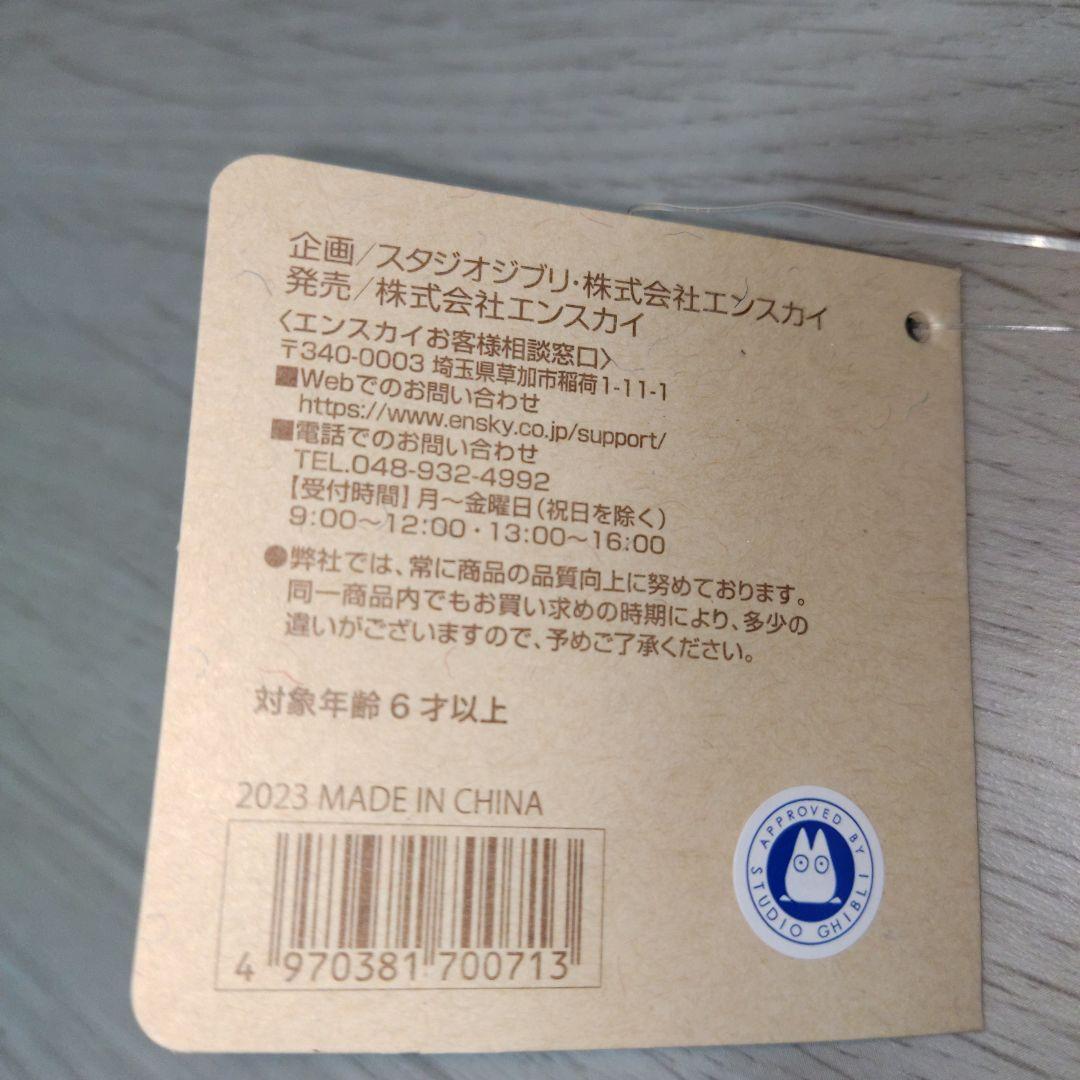 企画/スタジオジブリ・株式会社エンスカイ
発売/株式会社エンスカイ
〈エンスカイお客様相談窓口〉
〒340-0003 埼玉県草加市稲荷1-11-1
■Webでのお問い合わせ
https://www.ensky.co.jp/support/
■電話でのお問い合わせ
TEL.048-932-4992
【受付時間】月～金曜日(祝日を除く)
9:00～12:00・13:00～16:00
●弊社では、常に商品の品質向上に努めております。
同一商品内でもお買い求めの時期により、多少の
違いがございますので、予めご了承ください。
対象年齢 6 才以上
2023 MADE IN CHINA
4 970381 700713
APPROVED BY
STUDIO GHIBLI